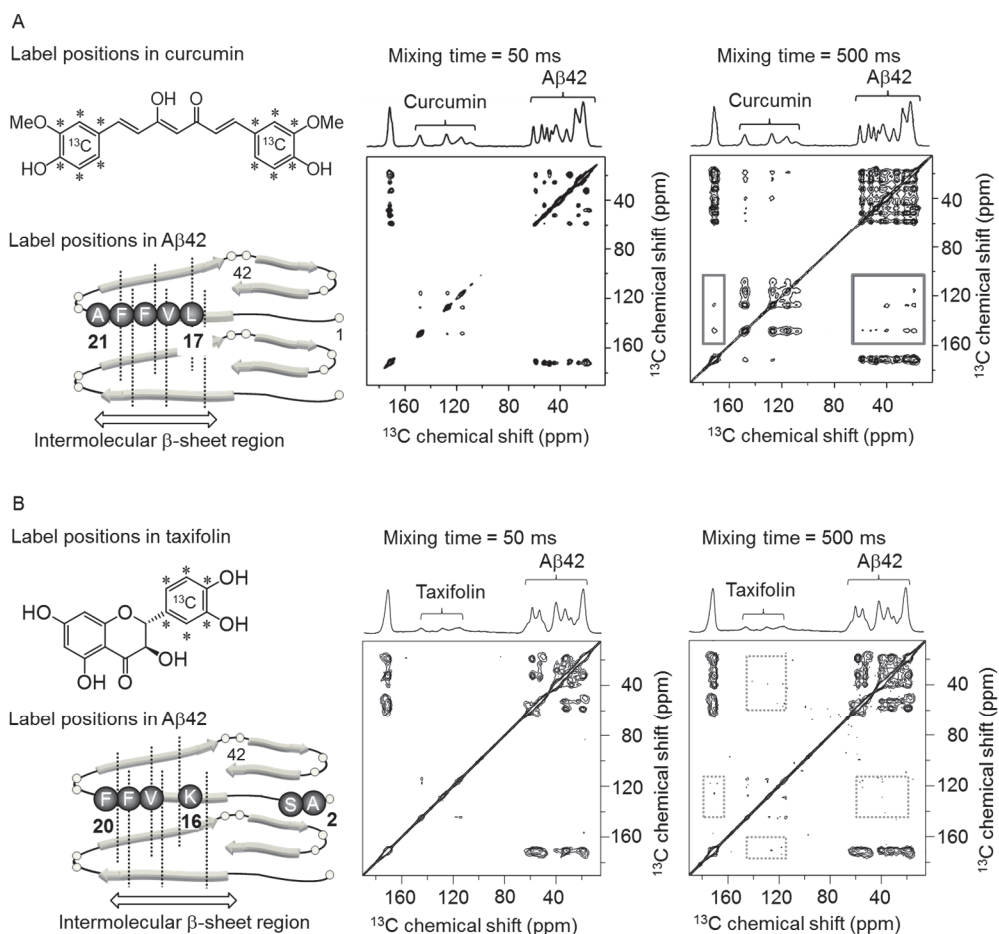 A
Label positions in curcumin
OH O
MeO * * * * OMe
¹³C ¹³C
HO * * * * * * OH
* *
Label positions in Aβ42
42
A F F V L
21 17 1
Intermolecular β-sheet region
Mixing time = 50 ms
Aβ42
Curcumin
40
80
120
160
160 120 80 40
¹³C chemical shift (ppm)
¹³C chemical shift (ppm)
Mixing time = 500 ms
Aβ42
Curcumin
40
80
120
160
160 120 80 40
¹³C chemical shift (ppm)
¹³C chemical shift (ppm)
B
Label positions in taxifolin
* * * OH
¹³C
HO O * * OH
*
OH
OH O
Label positions in Aβ42
42
F F V K S A
20 16 2
Intermolecular β-sheet region
Mixing time = 50 ms
Aβ42
Taxifolin
40
80
120
160
160 120 80 40
¹³C chemical shift (ppm)
¹³C chemical shift (ppm)
Mixing time = 500 ms
Aβ42
Taxifolin
40
80
120
160
160 120 80 40
¹³C chemical shift (ppm)
¹³C chemical shift (ppm)